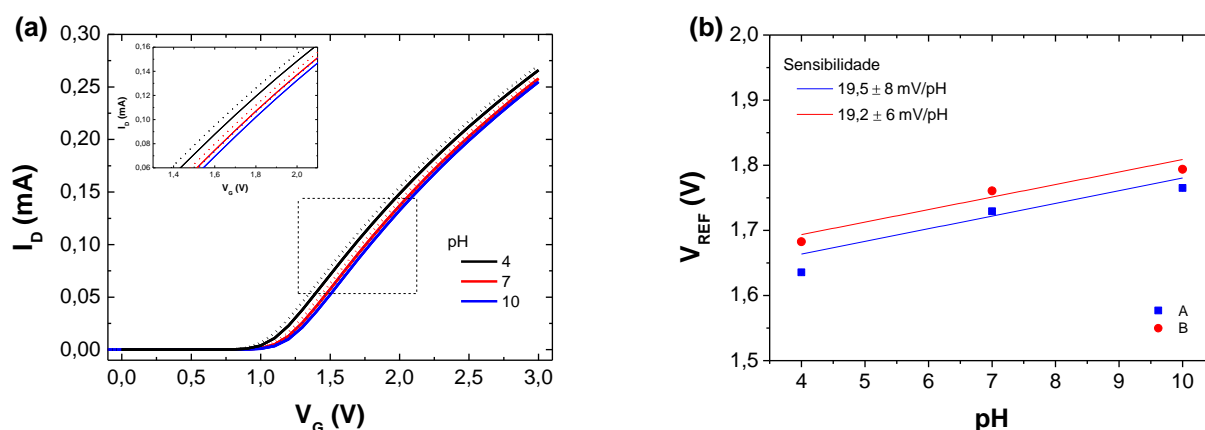 (a)
0,30
0,25
0,20
0,15
0,10
0,05
0,00
I_D (mA)
0,0 0,5 1,0 1,5 2,0 2,5 3,0
V_G (V)
0,16
0,14
0,12
0,10
0,08
0,06
I_D (mA)
1,4 1,6 1,8 2,0
V_G (V)
pH
4
7
10
(b)
2,0
1,9
1,8
1,7
1,6
1,5
V_REF (V)
Sensibilidade
19,5 ± 8 mV/pH
19,2 ± 6 mV/pH
A
B
4 5 6 7 8 9 10
pH